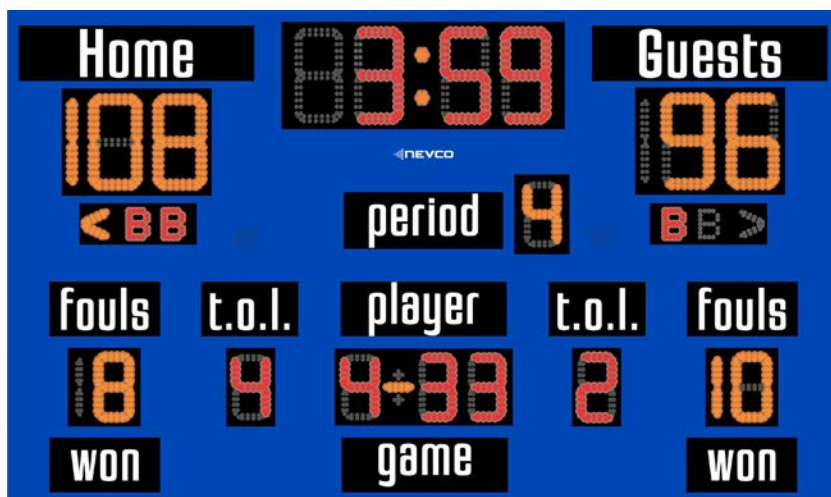 Home 3:59 Guests
108 96
NEVCO
< B B period 4 B B >
fouls t.o.l. player t.o.l. fouls
8 4 4-33 2 10
won game won